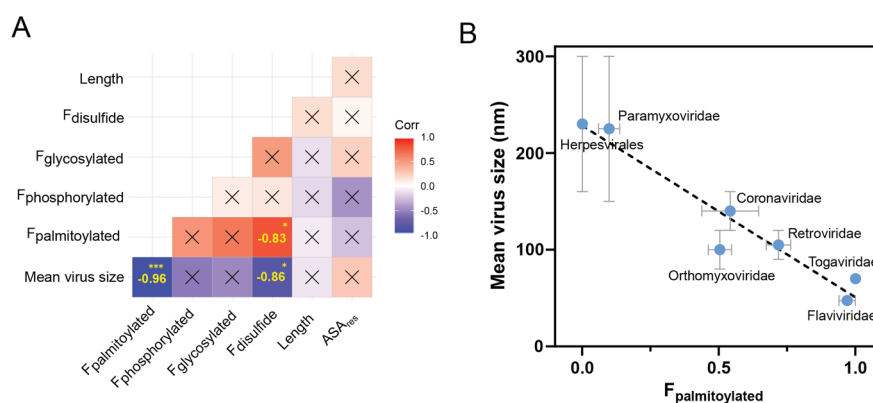 A
Length
Fdisulfide
Fglycosylated
Fphosphorylated
Fpalmitoylated
Mean virus size
*
-0.83
***
-0.96
*
-0.86
Fpalmitoylated
Fphosphorylated
Fglycosylated
Fdisulfide
Length
ASAres
Corr
1.0
0.5
0.0
-0.5
-1.0
B
Mean virus size (nm)
300
200
100
0
Paramyxoviridae
Herpesvirales
Coronaviridae
Retroviridae
Orthomyxoviridae
Togaviridae
Flaviviridae
0.0
0.5
1.0
Fpalmitoylated